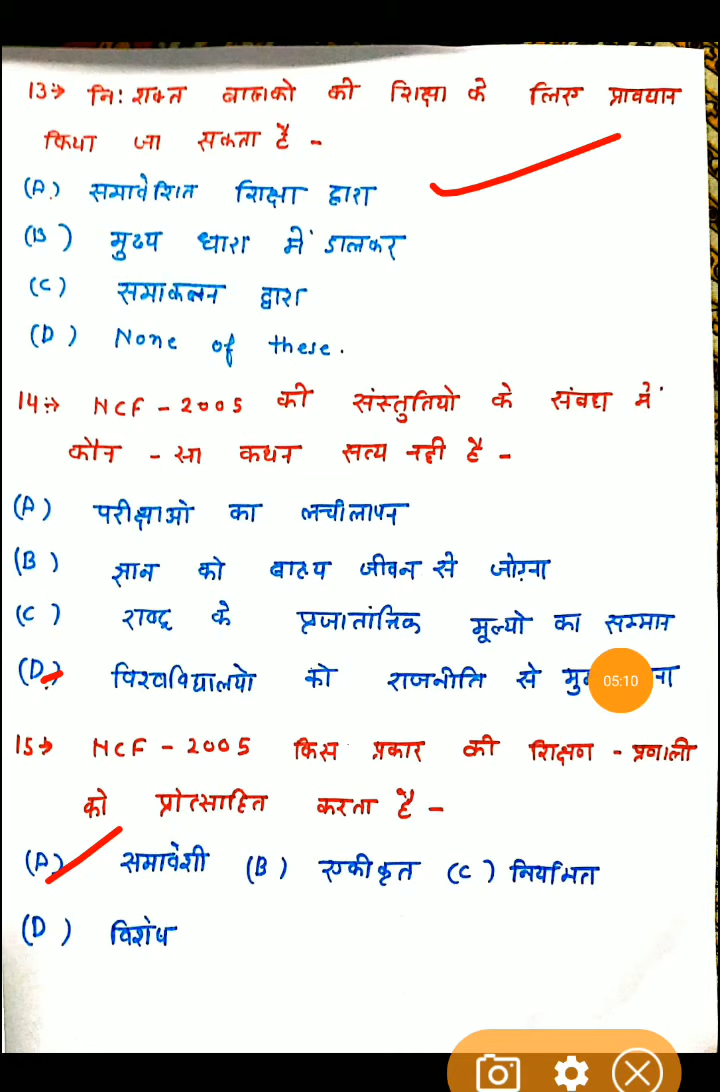 13→ नि:शक्त बालको की शिक्षा के लिए प्रावधान
किया जा सकता है -
(A) समावेशित शिक्षा द्वारा
(B) मुख्य धारा में डालकर
(C) समाकलन द्वारा
(D) None of these.
14→ NCF - 2005 की संस्तुतियो के संबध में
कौन - सा कथन सत्य नही है -
(A) परीक्षाओ का लचीलापन
(B) ज्ञान को बाह्य जीवन से जोड़ना
(C) राष्ट्र के प्रजातांत्रिक मूल्यो का सम्मान
(D) विश्वविद्यालयो को राजनीति से
05:10
15→ NCF - 2005 किस प्रकार की शिक्षण - प्रणाली
को प्रोत्साहित करता है -
(A) समावेशी (B) एकीकृत (C) नियमित
(D) विशेष